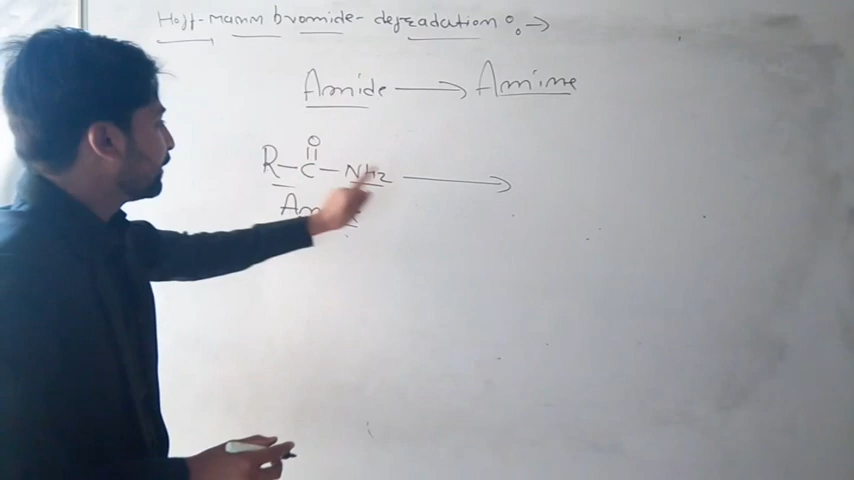 Hoff-mann bromide-degradation :→
Amide → Amine
O
R-C-NH2 →